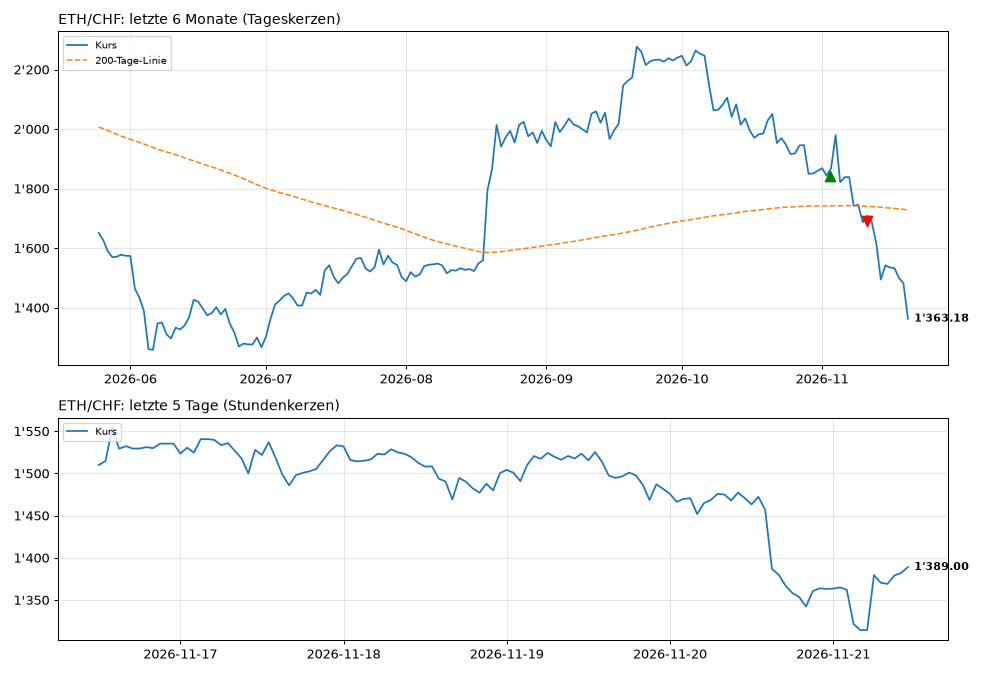 ETH/CHF: letzte 6 Monate (Tageskerzen)
Kurs
200-Tage-Linie
2'200
2'000
1'800
1'600
1'400
1'363.18
2026-06 2026-07 2026-08 2026-09 2026-10 2026-11
ETH/CHF: letzte 5 Tage (Stundenkerzen)
Kurs
1'550
1'500
1'450
1'400
1'350
1'389.00
2026-11-17 2026-11-18 2026-11-19 2026-11-20 2026-11-21